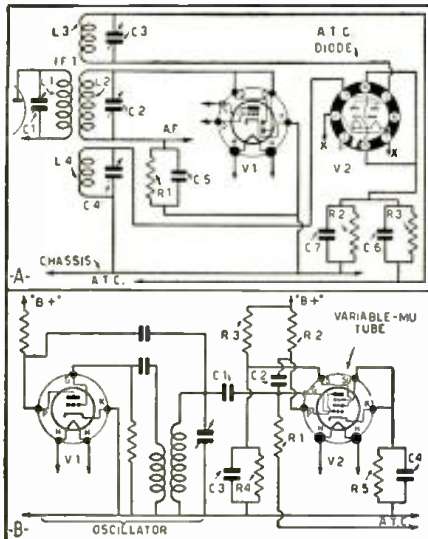 L3
C3
A.T.C.
DIODE
IFT
L1
L2
C1
C2
A.F.
V1
V2
X
X
L4
R1
C5
C4
R2
R3
C7
C6
CHASSIS
-A-
A.T.C.
"B+"
"B+"
R3
R2
VARIABLE-MU
TUBE
C1
C2
P
G
K
H
H
V1
R1
V2
K
H
H
C3
R4
R5
C4
A.T.C.
-B-
OSCILLATOR